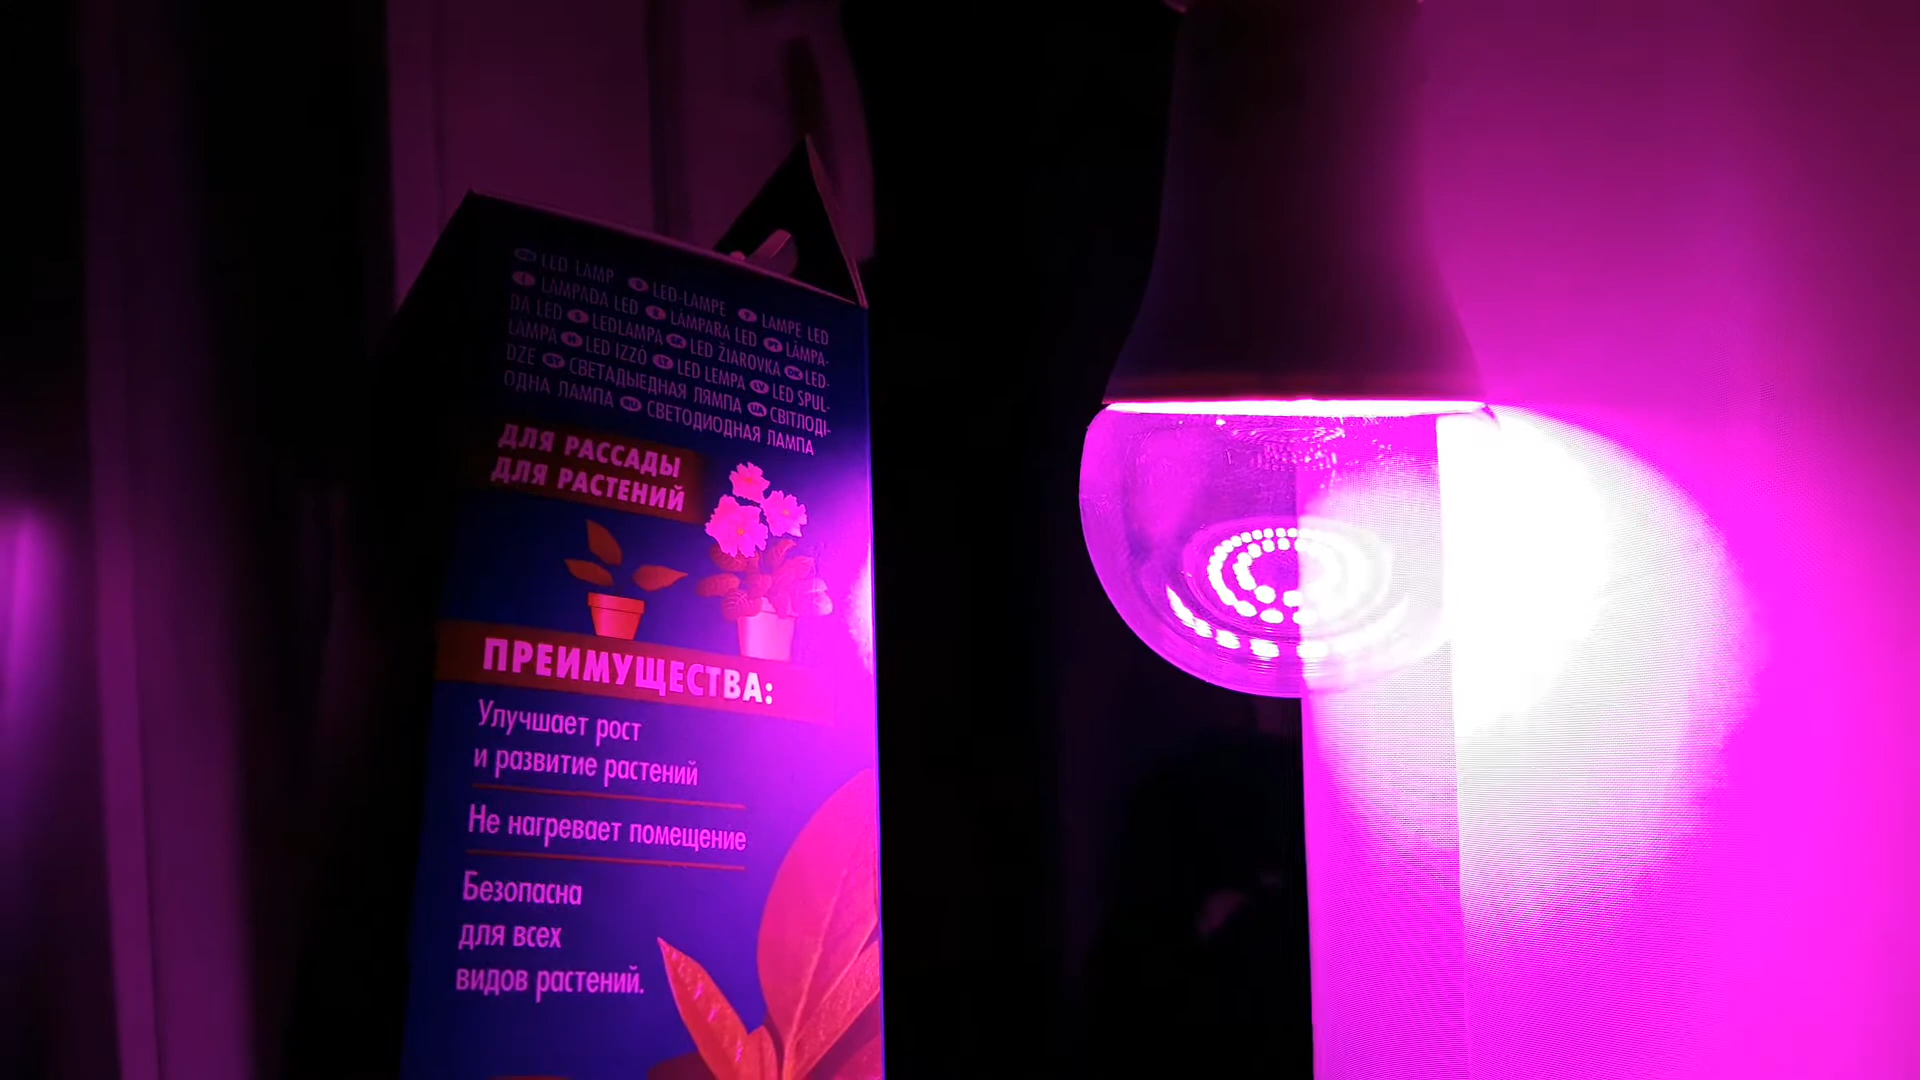 LED LAMP LED-LAMPE LAMPE LED
LAMPADA LED LÁMPARA LED LÂMPA-
DA LED LEDLAMPA LED ŽIAROVKA LED-
LAMPA LED IZZÓ LED LEMPA LED SPUL-
DZE СВЕТАДЫЕДНАЯ ЛЯМПА СВІТЛОДІ-
ОДНА ЛАМПА СВЕТОДИОДНАЯ ЛАМПА
ДЛЯ РАССАДЫ
ДЛЯ РАСТЕНИЙ
ПРЕИМУЩЕСТВА:
Улучшает рост
и развитие растений
Не нагревает помещение
Безопасна
для всех
видов растений.